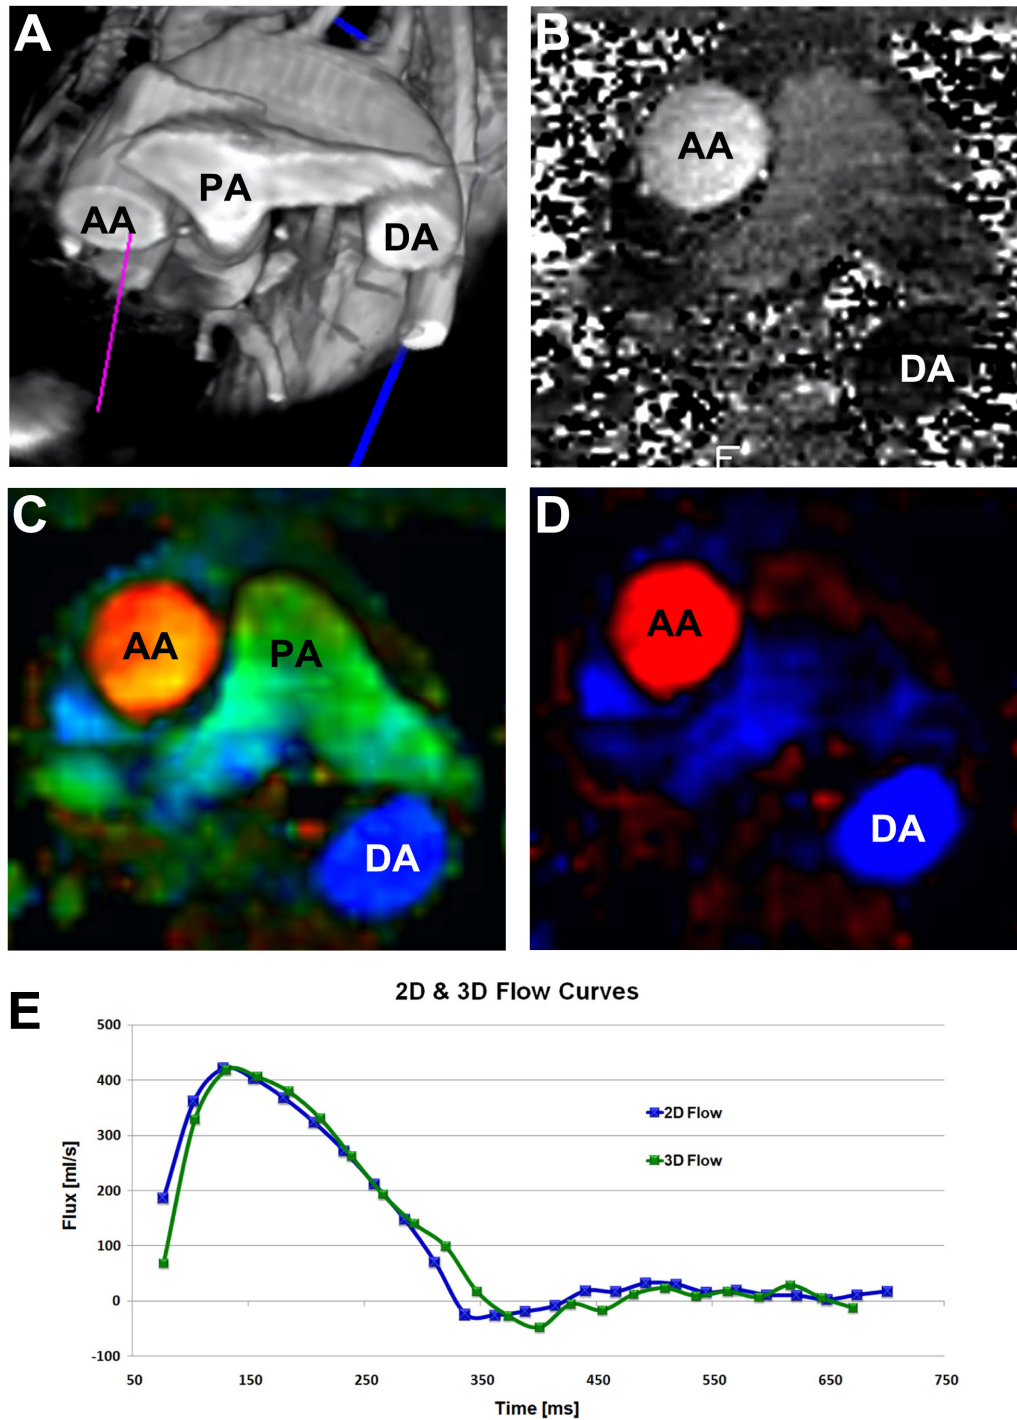 A
PA
AA
DA
B
AA
DA
F
C
AA
PA
DA
D
AA
DA
E
2D & 3D Flow Curves
500
400
300
200
100
0
-100
Flux [ml/s]
2D Flow
3D Flow
50 150 250 350 450 550 650 750
Time [ms]